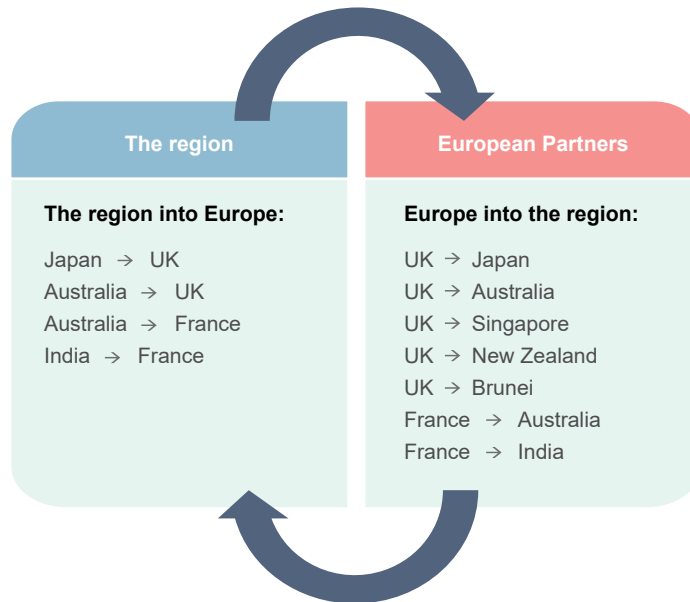 The region
European Partners
The region into Europe:
Japan → UK
Australia → UK
Australia → France
India → France
Europe into the region:
UK → Japan
UK → Australia
UK → Singapore
UK → New Zealand
UK → Brunei
France → Australia
France → India